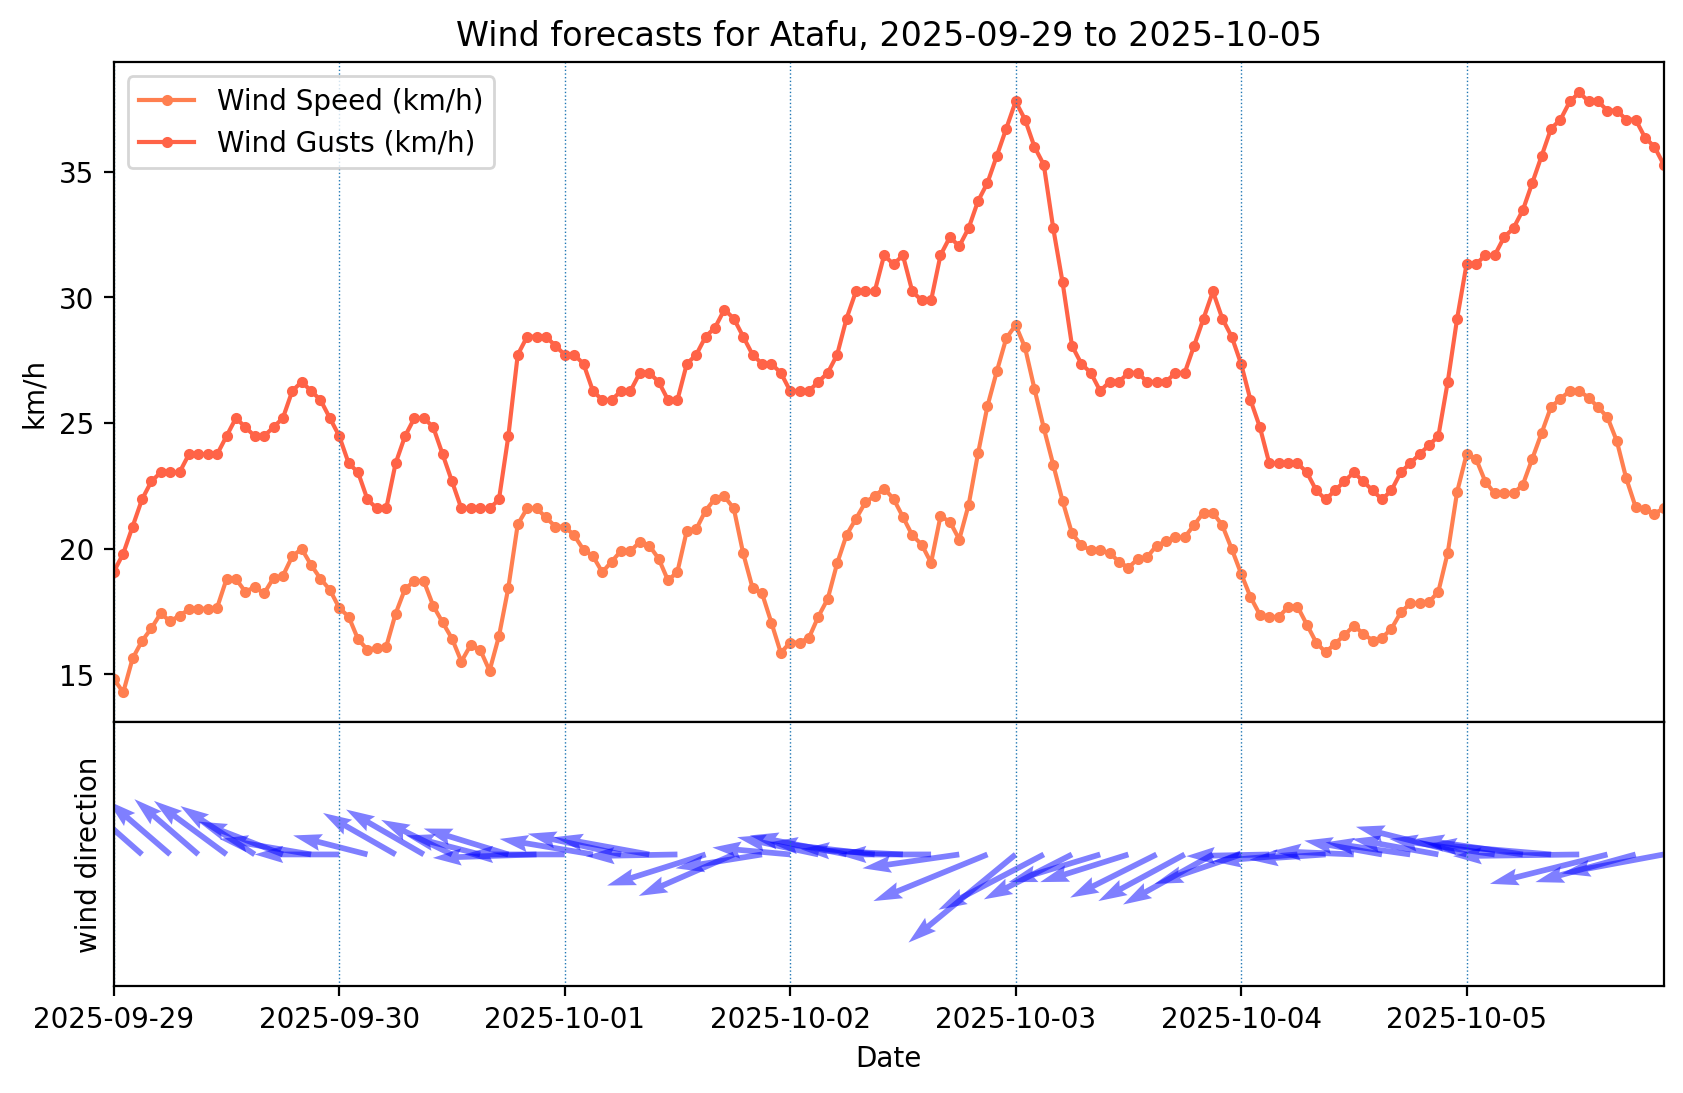 Wind forecasts for Atafu, 2025-09-29 to 2025-10-05
Wind Speed (km/h)
Wind Gusts (km/h)
km/h
35
30
25
20
15
wind direction
2025-09-29
2025-09-30
2025-10-01
2025-10-02
2025-10-03
2025-10-04
2025-10-05
Date